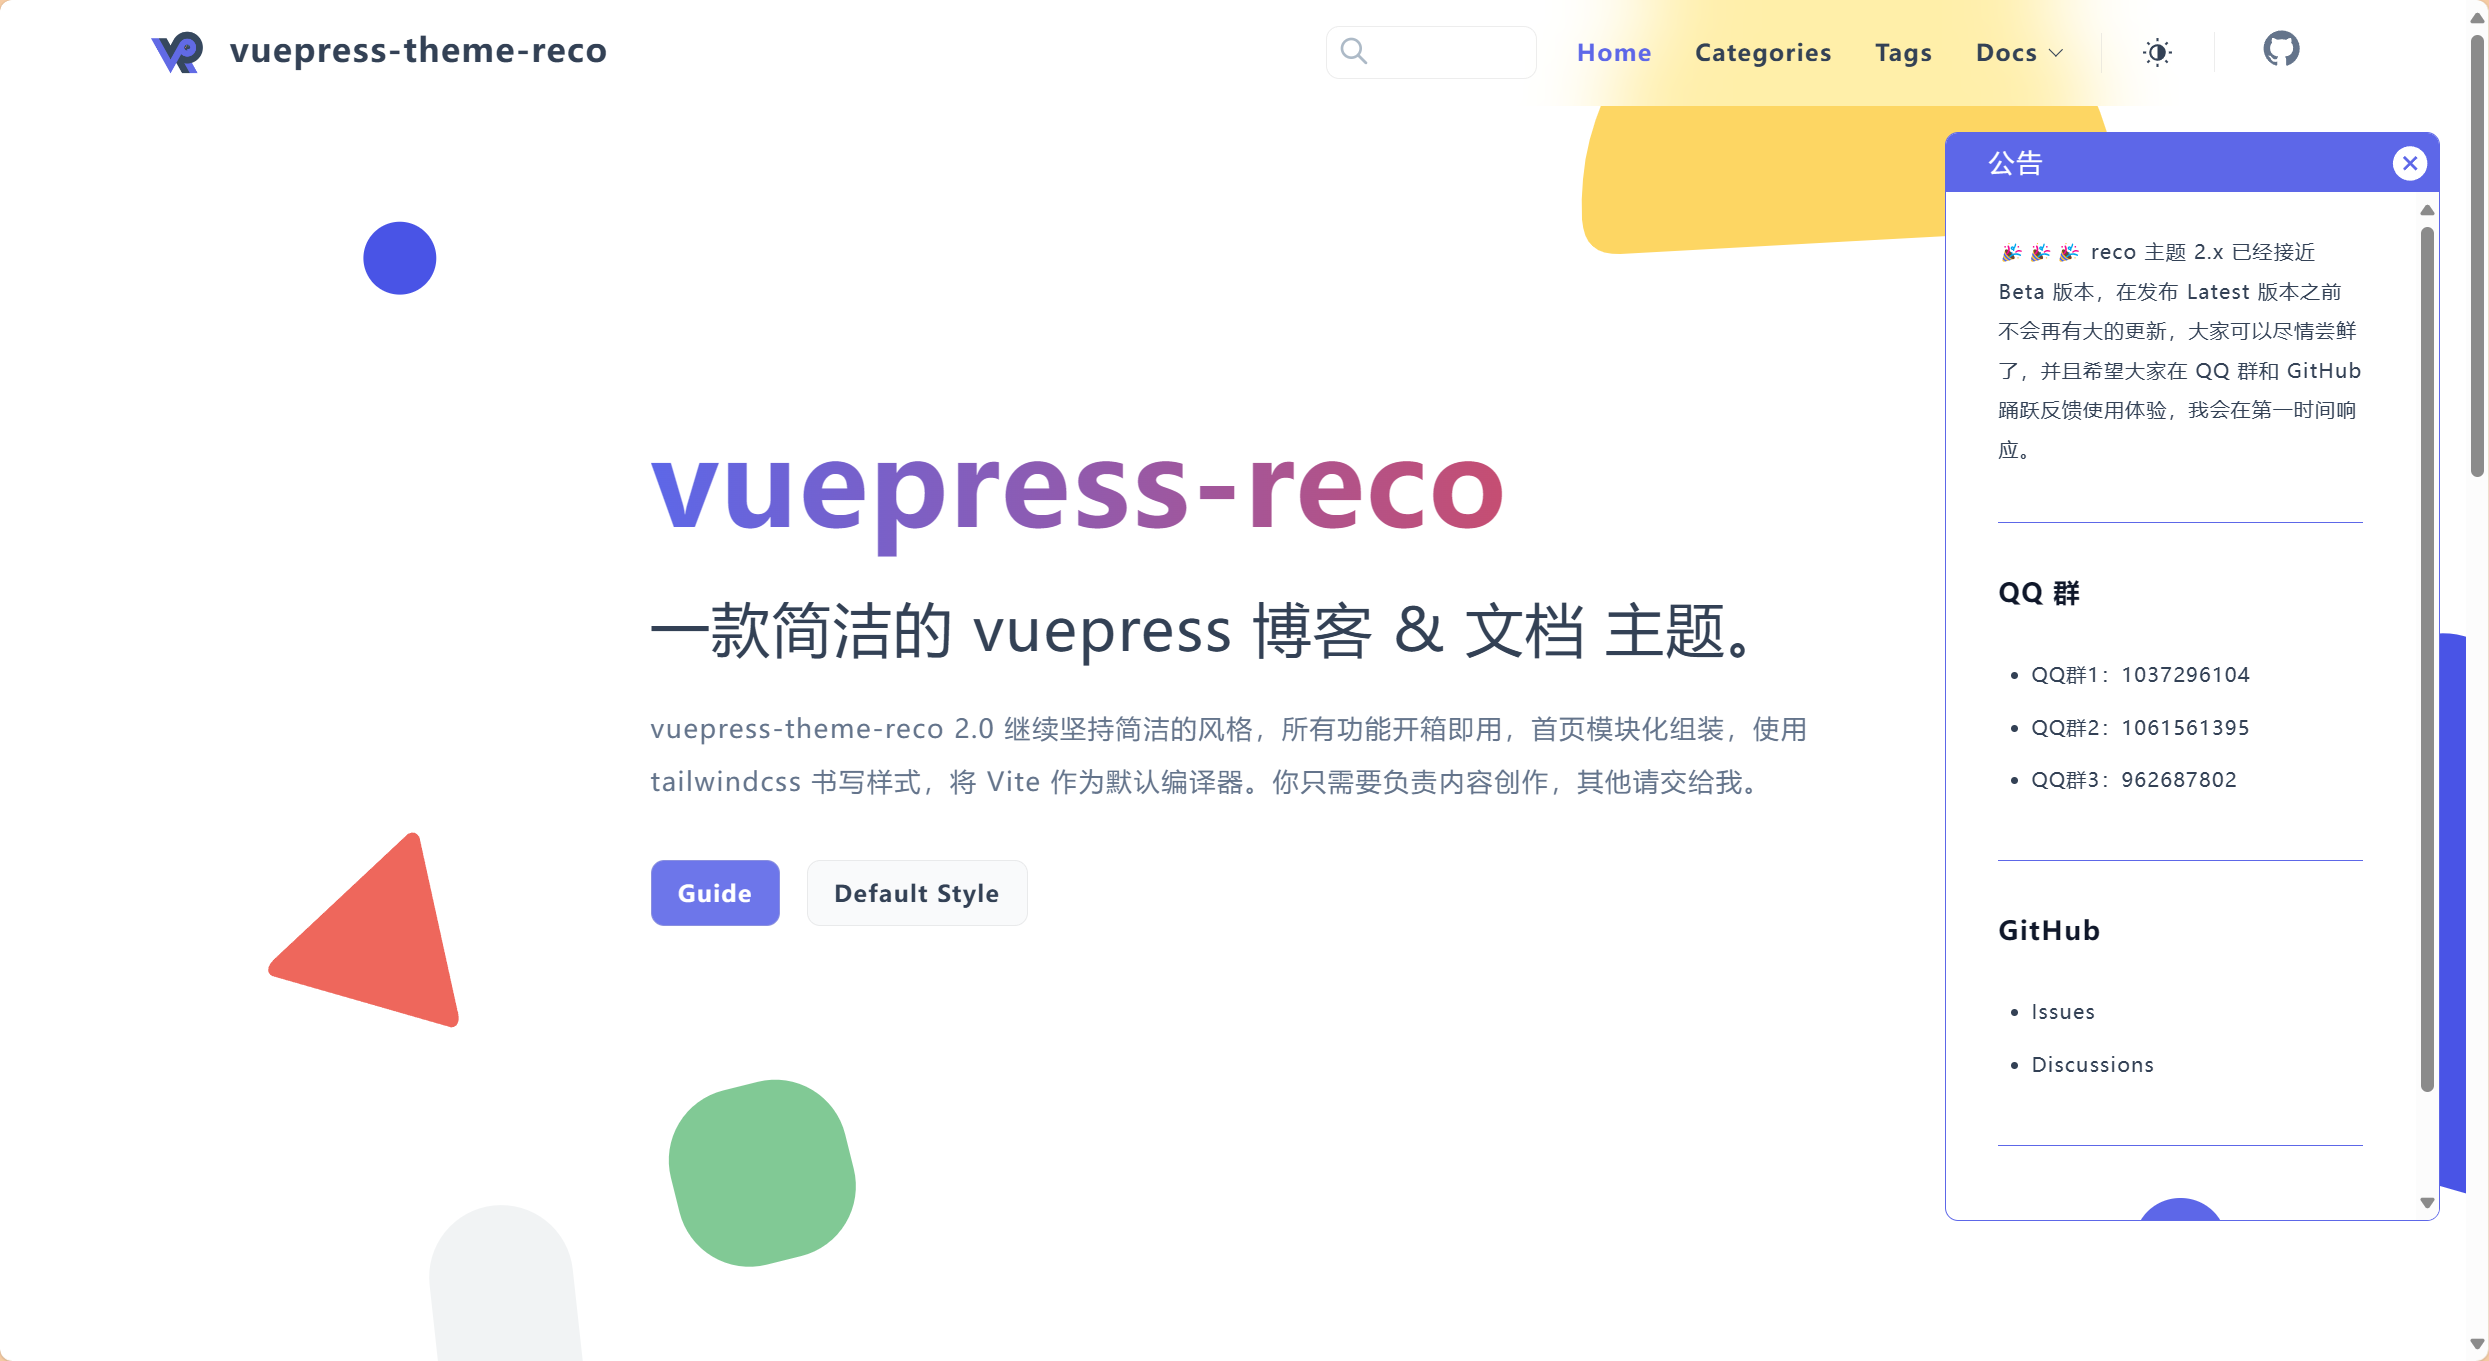 vuepress-theme-reco
Home Categories Tags Docs
公告
🎉 🎉 🎉 reco 主题 2.x 已经接近
Beta 版本，在发布 Latest 版本之前
不会再有大的更新，大家可以尽情尝鲜
了，并且希望大家在 QQ 群和 GitHub
踊跃反馈使用体验，我会在第一时间响
应。
QQ 群
QQ群1：1037296104
QQ群2：1061561395
QQ群3：962687802
GitHub
Issues
Discussions
vuepress-reco
一款简洁的 vuepress 博客 & 文档 主题。
vuepress-theme-reco 2.0 继续坚持简洁的风格，所有功能开箱即用，首页模块化组装，使用
tailwindcss 书写样式，将 Vite 作为默认编译器。你只需要负责内容创作，其他请交给我。
Guide
Default Style